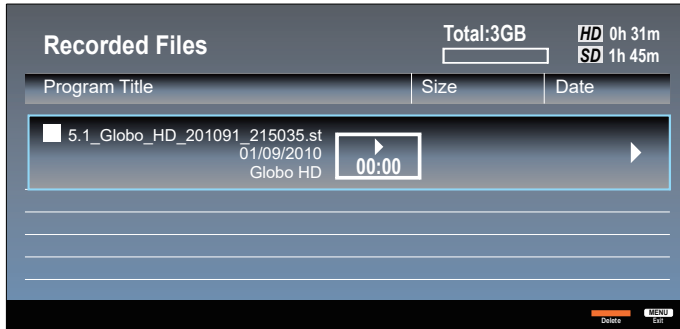 Recorded Files
Total:3GB
HD 0h 31m
SD 1h 45m
Program Title Size Date
5.1_Globo_HD_201091_215035.st
01/09/2010
Globo HD
00:00
Delete
MENU
Exit